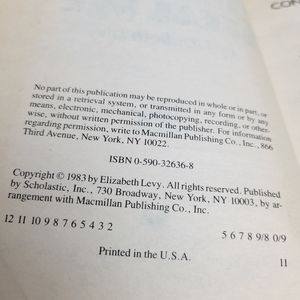 CON
No part of this publication may be reproduced in whole or in part, or
stored in a retrieval system, or transmitted in any form or by any
means, electronic, mechanical, photocopying, recording, or other-
wise, without written permission of the publisher. For information
regarding permission, write to Macmillan Publishing Co., Inc., 866
Third Avenue, New York, NY 10022.
ISBN 0-590-32636-8
Copyright © 1983 by Elizabeth Levy. All rights reserved. Published
by Scholastic, Inc., 730 Broadway, New York, NY 10003, by ar-
rangement with Macmillan Publishing Co., Inc.
12 11 10 9 8 7 6 5 4 3 2 5 6 7 8 9/8 0/9
Printed in the U.S.A. 11